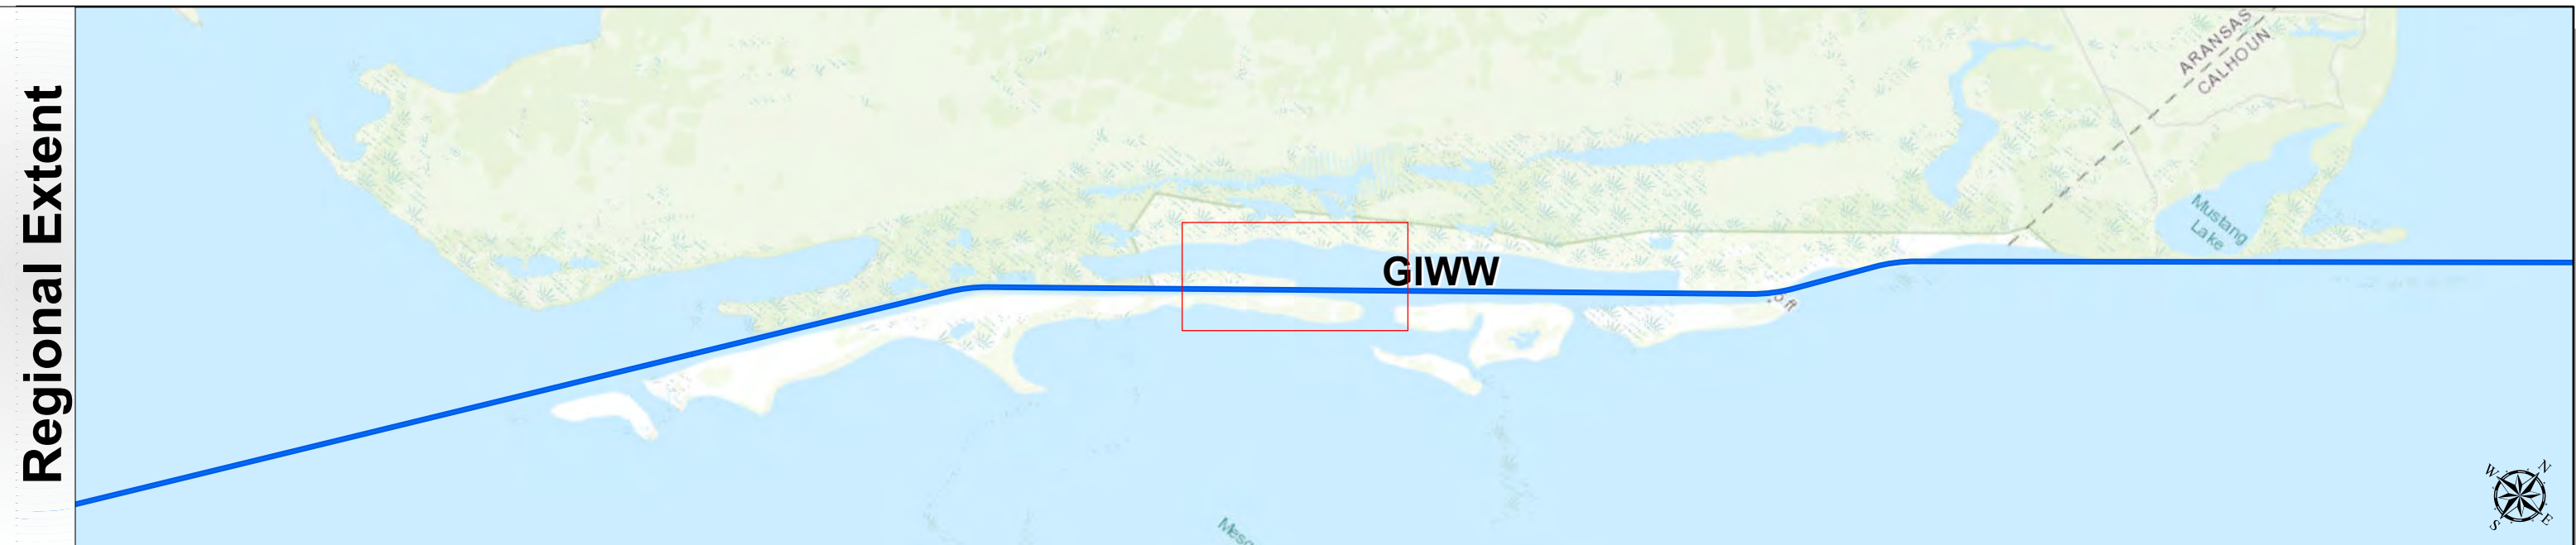 Regional Extent
ARANSAS
CALHOUN
Mustang
Lake
GIWW
W N
S E